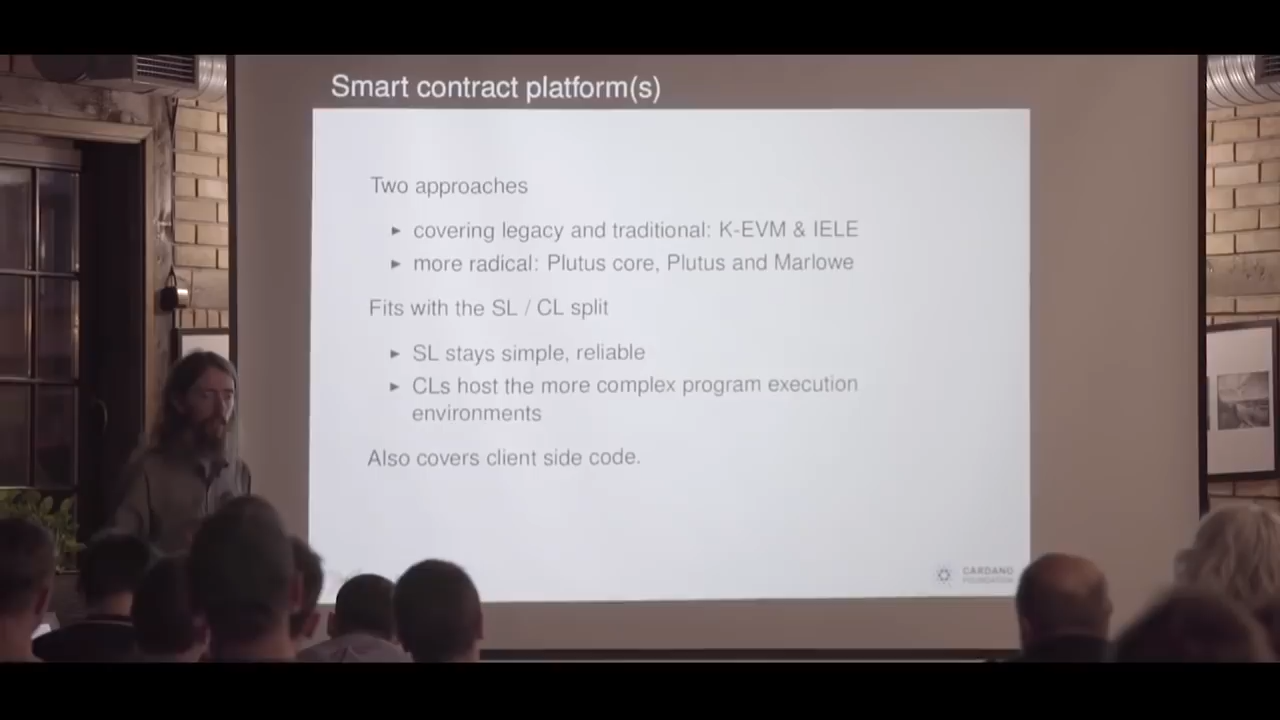 Smart contract platform(s)
Two approaches
▸ covering legacy and traditional: K-EVM & IELE
▸ more radical: Plutus core, Plutus and Marlowe
Fits with the SL / CL split
▸ SL stays simple, reliable
▸ CLs host the more complex program execution
environments
Also covers client side code.
CARDANO
FOUNDATION